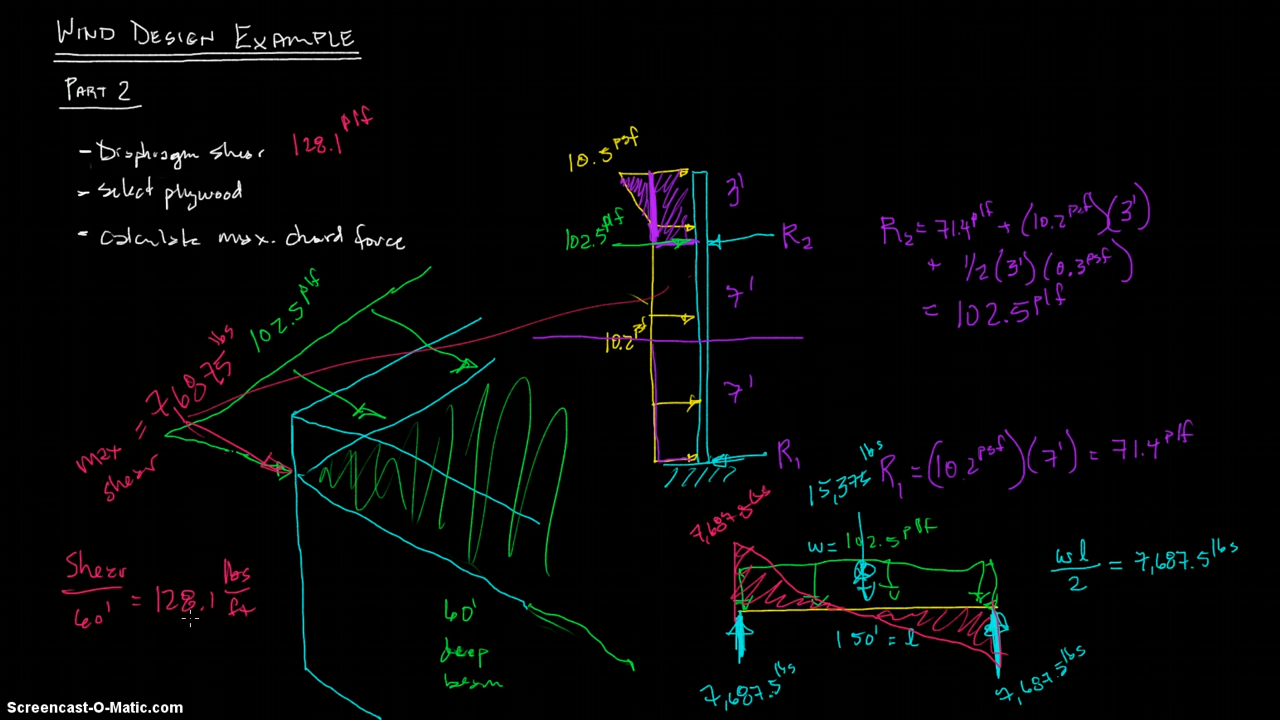 WIND DESIGN EXAMPLE
PART 2
- Diaphragm shear 128.1 plf
- select plywood
- calculate max. chord force
10.5 psf
102.5 plf
10.2 psf
3'
R2
7'
7'
R1
R2 = 71.4 plf + (10.2 psf)(3')
+ 1/2 (3')(0.3 psf)
= 102.5 plf
R1 = (10.2 psf)(7') = 71.4 plf
102.5 plf
max shear = 7,6875 lbs
Shear / 60' = 128.1 lbs / ft
60'
deep
beam
15,375 lbs
7,687.5 lbs
w = 102.5 plf
150' = l
7,687.5 lbs
7,687.5 lbs
wl / 2 = 7,687.5 lbs
Screencast-O-Matic.com